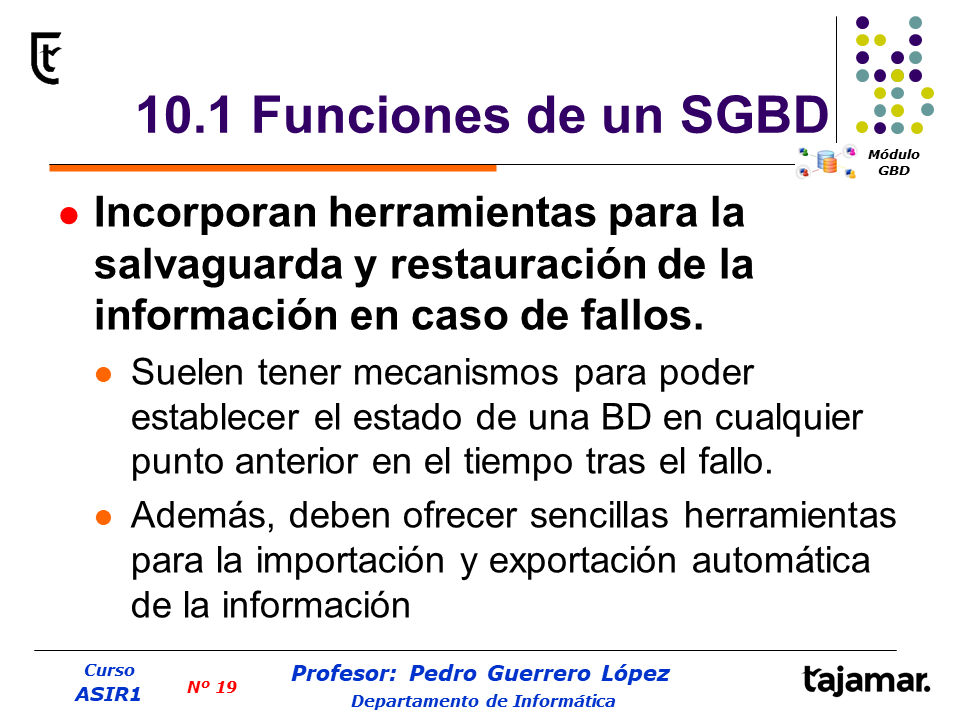 10.1 Funciones de un SGBD
Módulo
GBD
Incorporan herramientas para la
salvaguarda y restauración de la
información en caso de fallos.
Suelen tener mecanismos para poder
establecer el estado de una BD en cualquier
punto anterior en el tiempo tras el fallo.
Además, deben ofrecer sencillas herramientas
para la importación y exportación automática
de la información
Curso
ASIR1
Nº 19
Profesor: Pedro Guerrero López
Departamento de Informática
tajamar.